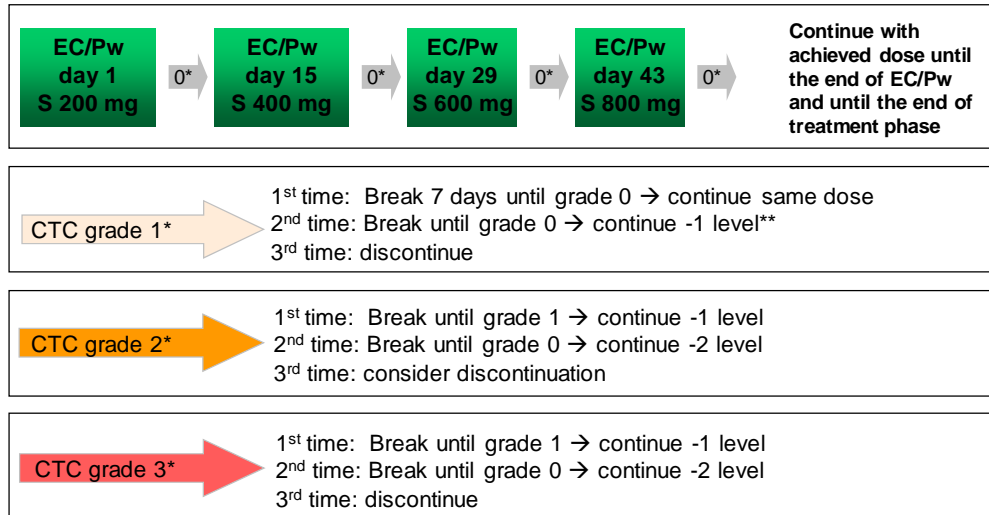 EC/Pw
day 1
S 200 mg
0*
EC/Pw
day 15
S 400 mg
0*
EC/Pw
day 29
S 600 mg
0*
EC/Pw
day 43
S 800 mg
0*
Continue with
achieved dose until
the end of EC/Pw
and until the end of
treatment phase
CTC grade 1*
1st time: Break 7 days until grade 0 → continue same dose
2nd time: Break until grade 0 → continue -1 level**
3rd time: discontinue
CTC grade 2*
1st time: Break until grade 1 → continue -1 level
2nd time: Break until grade 0 → continue -2 level
3rd time: consider discontinuation
CTC grade 3*
1st time: Break until grade 1 → continue -1 level
2nd time: Break until grade 0 → continue -2 level
3rd time: discontinue